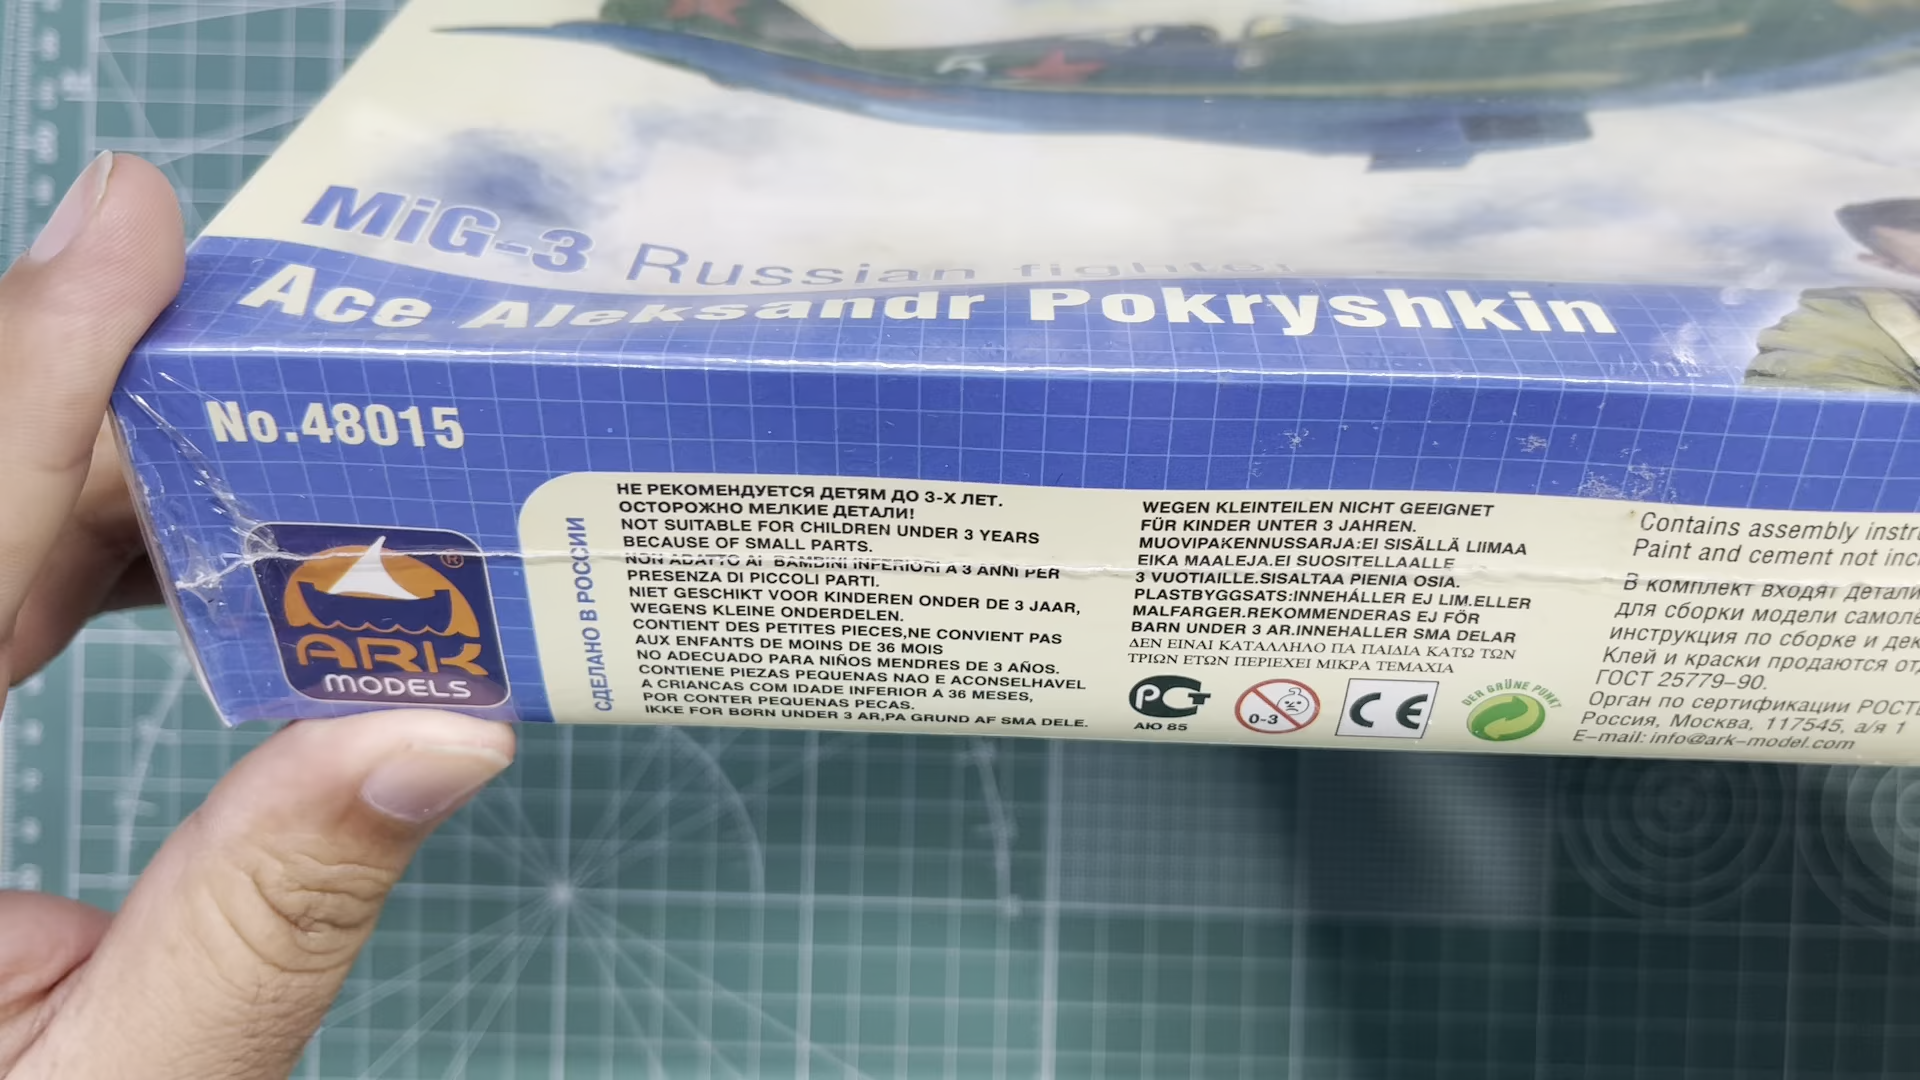 MiG-3 Russian fighter
Ace Aleksandr Pokryshkin
No.48015
ARK
MODELS
®
СДЕЛАНО В РОССИИ
НЕ РЕКОМЕНДУЕТСЯ ДЕТЯМ ДО 3-Х ЛЕТ.
ОСТОРОЖНО МЕЛКИЕ ДЕТАЛИ!
NOT SUITABLE FOR CHILDREN UNDER 3 YEARS
BECAUSE OF SMALL PARTS.
NON ADATTO AI BAMBINI INFERIORI A 3 ANNI PER
PRESENZA DI PICCOLI PARTI.
NIET GESCHIKT VOOR KINDEREN ONDER DE 3 JAAR,
WEGENS KLEINE ONDERDELEN.
CONTIENT DES PETITES PIECES,NE CONVIENT PAS
AUX ENFANTS DE MOINS DE 36 MOIS
NO ADECUADO PARA NIÑOS MENDRES DE 3 AÑOS.
CONTIENE PIEZAS PEQUENAS NAO E ACONSELHAVEL
A CRIANCAS COM IDADE INFERIOR A 36 MESES,
POR CONTER PEQUENAS PECAS.
IKKE FOR BØRN UNDER 3 AR,PA GRUND AF SMA DELE.
WEGEN KLEINTEILEN NICHT GEEIGNET
FÜR KINDER UNTER 3 JAHREN.
MUOVIPAKENNUSSARJA:EI SISÄLLÄ LIIMAA
EIKA MAALEJA.EI SUOSITELLAALLE
3 VUOTIAILLE.SISALTAA PIENIA OSIA.
PLASTBYGGSATS:INNEHÁLLER EJ LIM.ELLER
MALFARGER.REKOMMENDERAS EJ FÖR
BARN UNDER 3 AR.INNEHALLER SMA DELAR
ΔΕΝ ΕΙΝΑΙ ΚΑΤΑΛΛΗΛΟ ΓΙΑ ΠΑΙΔΙΑ ΚΑΤΩ ΤΩΝ
ΤΡΙΩΝ ΕΤΩΝ ΠΕΡΙΕΧΕΙ ΜΙΚΡΑ ΤΕΜΑΧΙΑ
РСТ
АЮ 85
0-3
CE
DER GRÜNE PUNKT
Contains assembly instr
Paint and cement not inc
В комплект входят детали
для сборки модели самоле
инструкция по сборке и дек
Клей и краски продаются от
ГОСТ 25779-90.
Орган по сертификации РОСТ
Россия, Москва, 117545, а/я 1
E-mail: info@ark-model.com